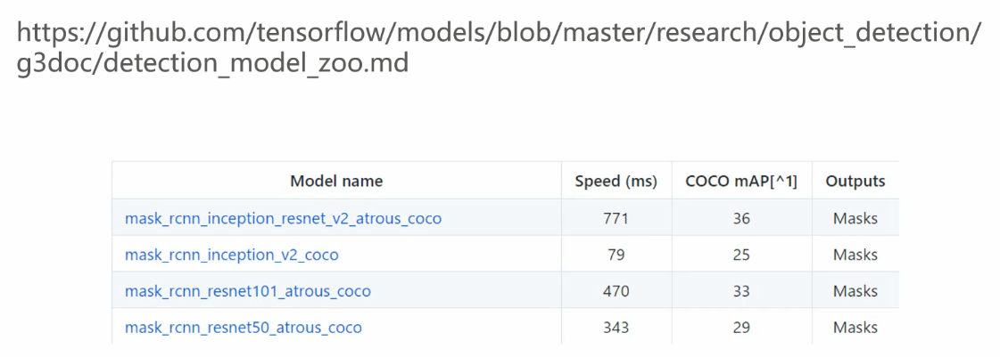 https://github.com/tensorflow/models/blob/master/research/object_detection/
g3doc/detection_model_zoo.md
Model name Speed (ms) COCO mAP[^1] Outputs
mask_rcnn_inception_resnet_v2_atrous_coco 771 36 Masks
mask_rcnn_inception_v2_coco 79 25 Masks
mask_rcnn_resnet101_atrous_coco 470 33 Masks
mask_rcnn_resnet50_atrous_coco 343 29 Masks